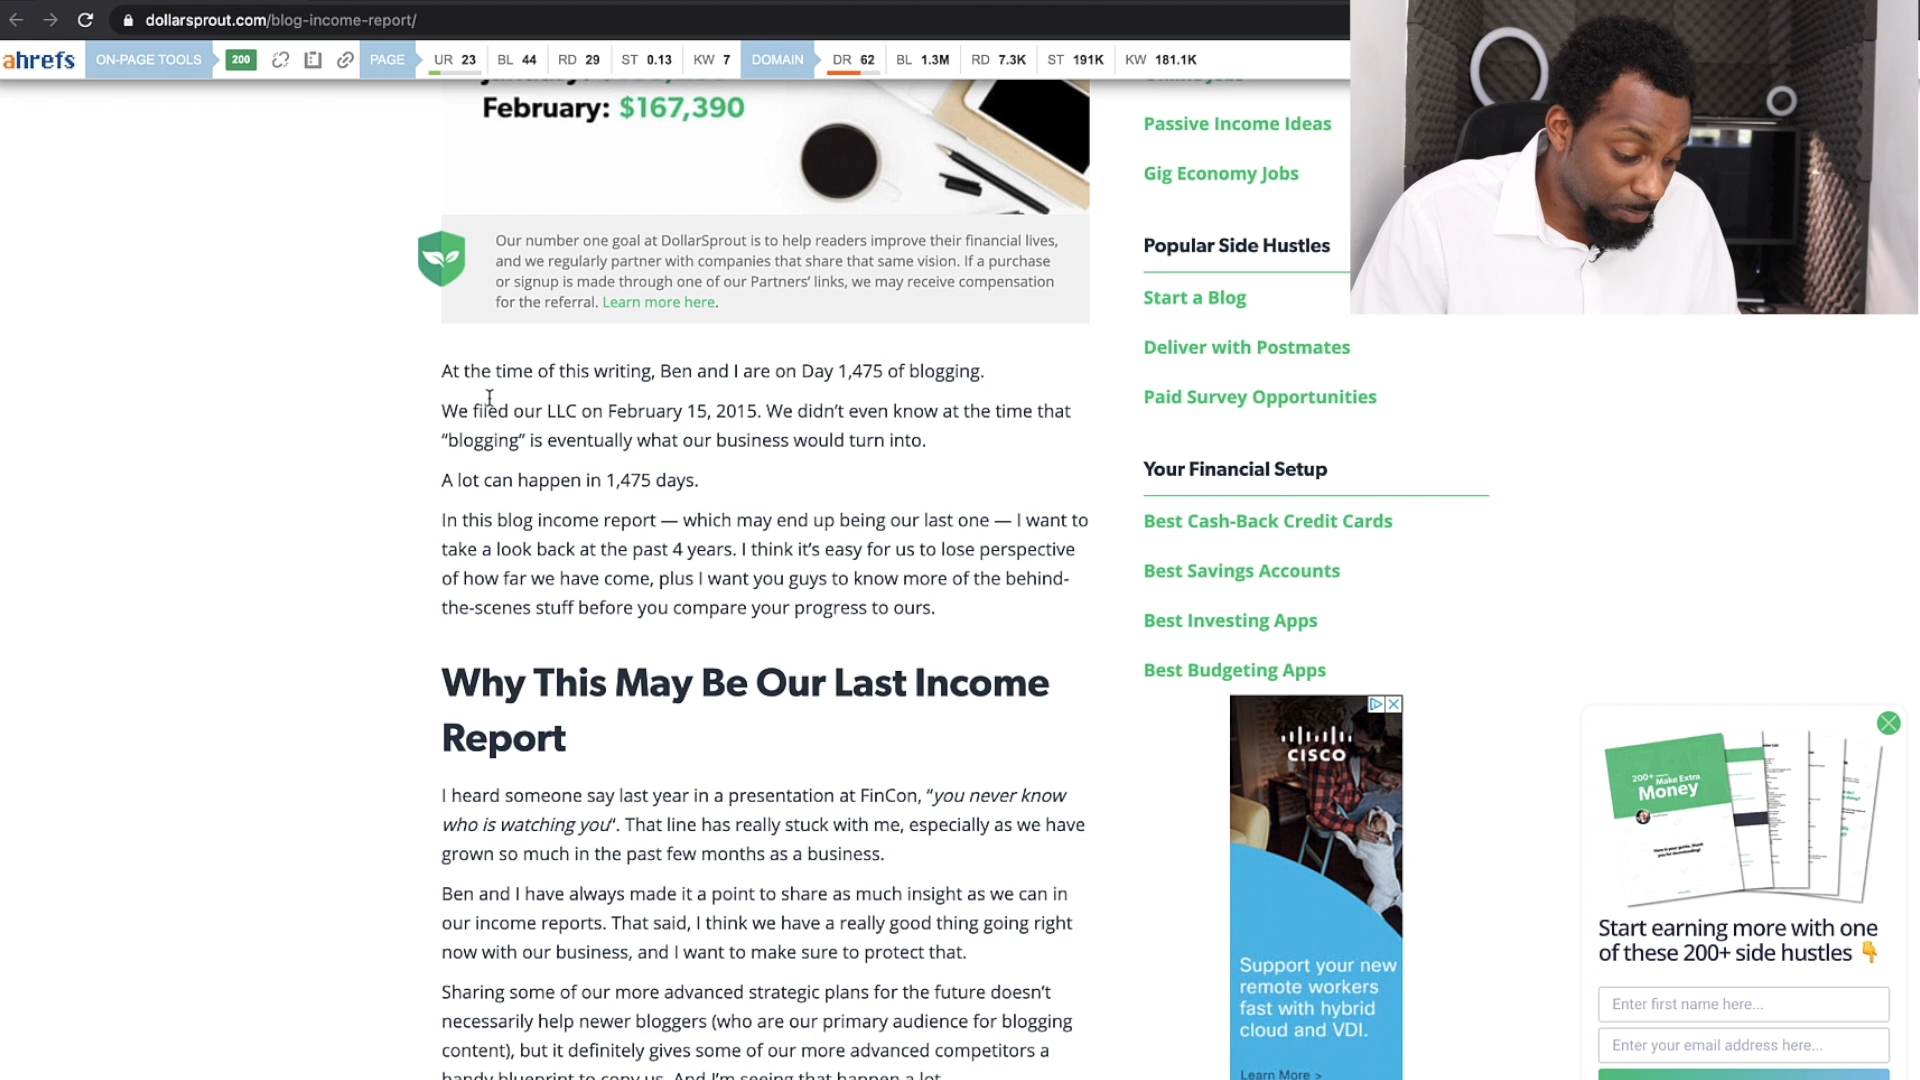 dollarsprout.com/blog-income-report/
ahrefs ON-PAGE TOOLS 200 PAGE UR 23 BL 44 RD 29 ST 0.13 KW 7 DOMAIN DR 62 BL 1.3M RD 7.3K ST 191K KW 181.1K
February: $167,390
Our number one goal at DollarSprout is to help readers improve their financial lives,
and we regularly partner with companies that share that same vision. If a purchase
or signup is made through one of our Partners’ links, we may receive compensation
for the referral. Learn more here.
At the time of this writing, Ben and I are on Day 1,475 of blogging.
We filed our LLC on February 15, 2015. We didn’t even know at the time that
“blogging” is eventually what our business would turn into.
A lot can happen in 1,475 days.
In this blog income report — which may end up being our last one — I want to
take a look back at the past 4 years. I think it’s easy for us to lose perspective
of how far we have come, plus I want you guys to know more of the behind-
the-scenes stuff before you compare your progress to ours.
Why This May Be Our Last Income
Report
I heard someone say last year in a presentation at FinCon, “you never know
who is watching you“. That line has really stuck with me, especially as we have
grown so much in the past few months as a business.
Ben and I have always made it a point to share as much insight as we can in
our income reports. That said, I think we have a really good thing going right
now with our business, and I want to make sure to protect that.
Sharing some of our more advanced strategic plans for the future doesn’t
necessarily help newer bloggers (who are our primary audience for blogging
content), but it definitely gives some of our more advanced competitors a
handy blueprint to copy us. And I’m seeing that happen a lot.
Passive Income Ideas
Gig Economy Jobs
Popular Side Hustles
Start a Blog
Deliver with Postmates
Paid Survey Opportunities
Your Financial Setup
Best Cash-Back Credit Cards
Best Savings Accounts
Best Investing Apps
Best Budgeting Apps
CISCO
Support your new
remote workers
fast with hybrid
cloud and VDI.
Learn More >
200+
Make Extra
Money
Here is your guide, thank
you for downloading!
Start earning more with one
of these 200+ side hustles 👇
Enter first name here...
Enter your email address here...